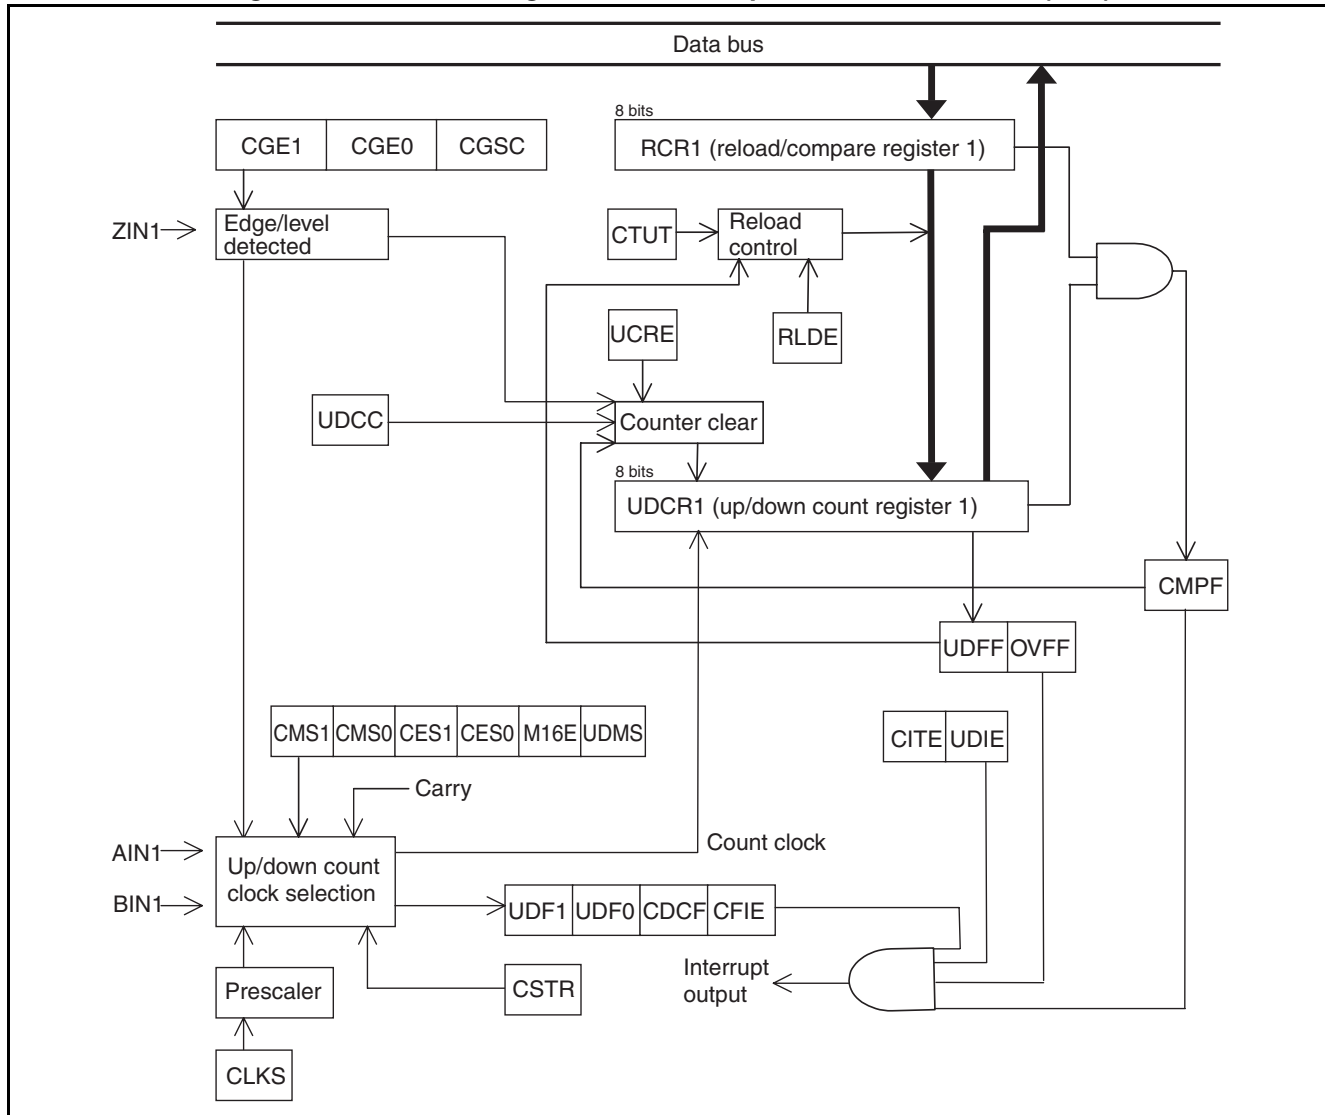 Data bus
8 bits
CGE1 CGE0 CGSC
RCR1 (reload/compare register 1)
ZIN1
Edge/level
detected
CTUT
Reload
control
UCRE
RLDE
UDCC
Counter clear
8 bits
UDCR1 (up/down count register 1)
CMPF
UDFF OVFF
CMS1 CMS0 CES1 CES0 M16E UDMS
CITE UDIE
Carry
Count clock
AIN1
BIN1
Up/down count
clock selection
UDF1 UDF0 CDCF CFIE
Interrupt
output
Prescaler
CSTR
CLKS